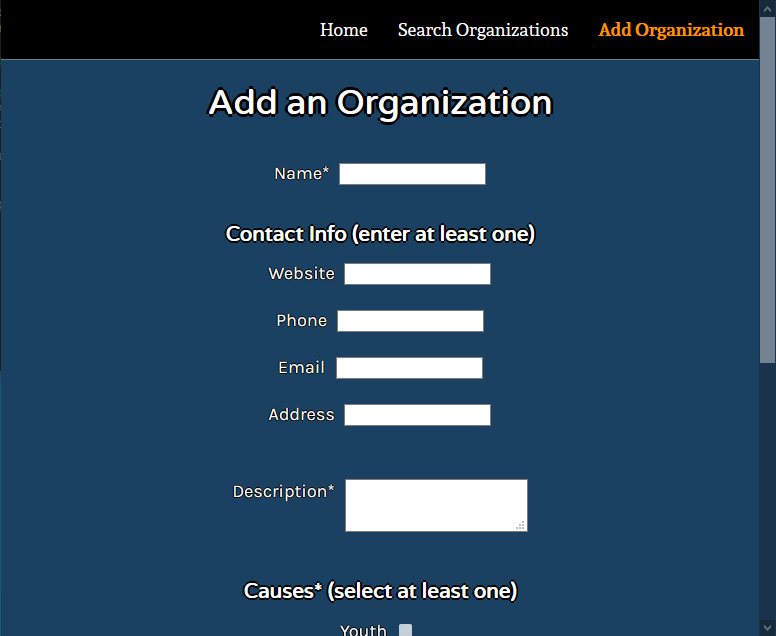 Home Search Organizations Add Organization
Add an Organization
Name*
Contact Info (enter at least one)
Website
Phone
Email
Address
Description*
Causes* (select at least one)
Youth